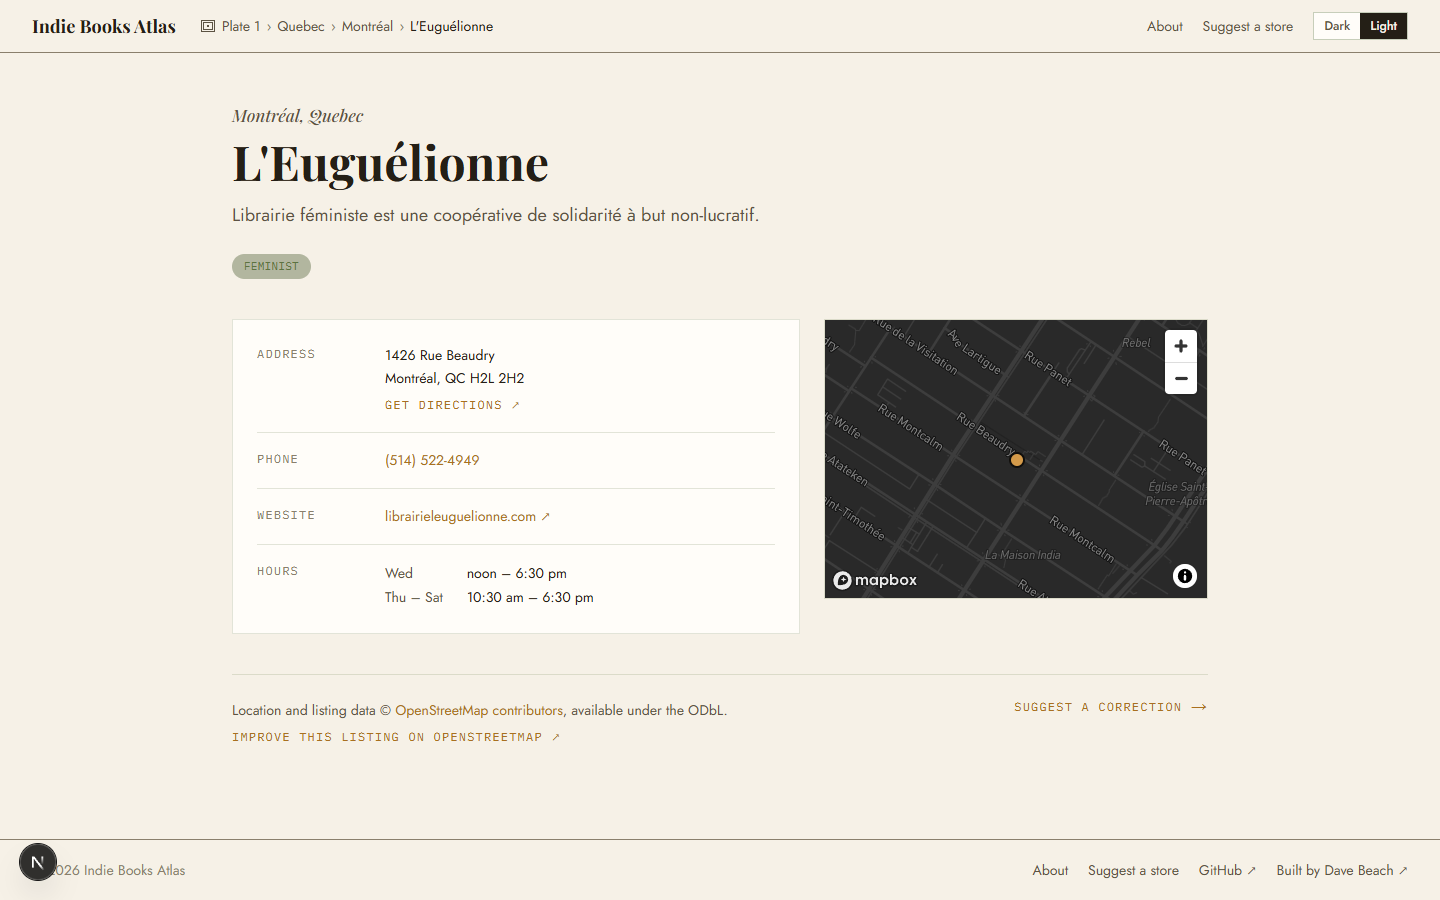 Indie Books Atlas
Plate 1 › Quebec › Montréal › L'Euguélionne
About
Suggest a store
Dark
Light
Montréal, Quebec
L'Euguélionne
Librairie féministe est une coopérative de solidarité à but non-lucratif.
FEMINIST
ADDRESS
1426 Rue Beaudry
Montréal, QC H2L 2H2
GET DIRECTIONS ↗
PHONE
(514) 522-4949
WEBSITE
librairieleuguelionne.com ↗
HOURS
Wed noon – 6:30 pm
Thu – Sat 10:30 am – 6:30 pm
Rue de la Visitation
Ave Lartigue
Rue Panet
Rebel
Rue Montcalm
Rue Beaudry
Rue Panet
e Wolfe
Atateken
int-Timothée
Église Saint-
Pierre-Apôtr
Rue Montcalm
La Maison India
mapbox
Location and listing data © OpenStreetMap contributors, available under the ODbL.
IMPROVE THIS LISTING ON OPENSTREETMAP ↗
SUGGEST A CORRECTION →
N
026 Indie Books Atlas
About
Suggest a store
GitHub ↗
Built by Dave Beach ↗